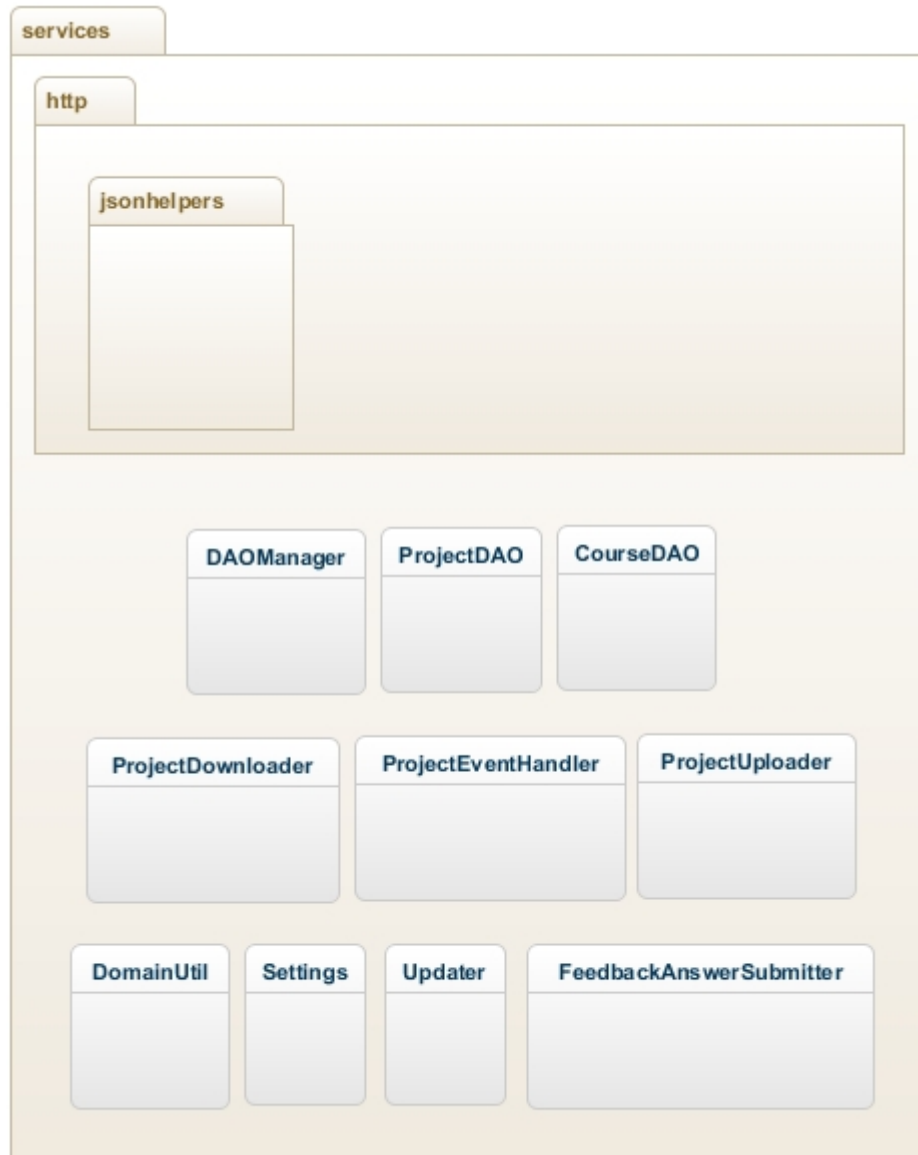 services
http
jsonhelpers
DAOManager
ProjectDAO
CourseDAO
ProjectDownloader
ProjectEventHandler
ProjectUploader
DomainUtil
Settings
Updater
FeedbackAnswerSubmitter